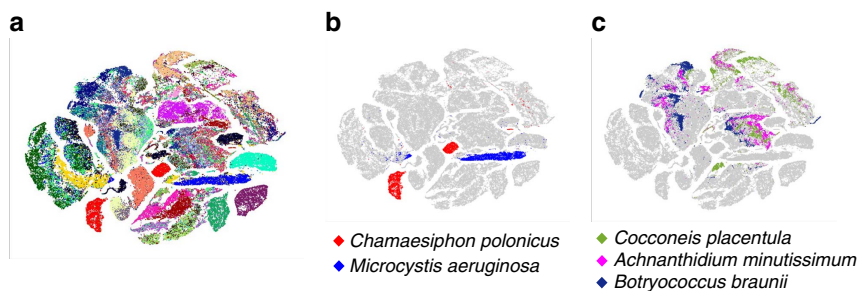 a
b
c
Chamaesiphon polonicus
Microcystis aeruginosa
Cocconeis placentula
Achnanthidium minutissimum
Botryococcus braunii